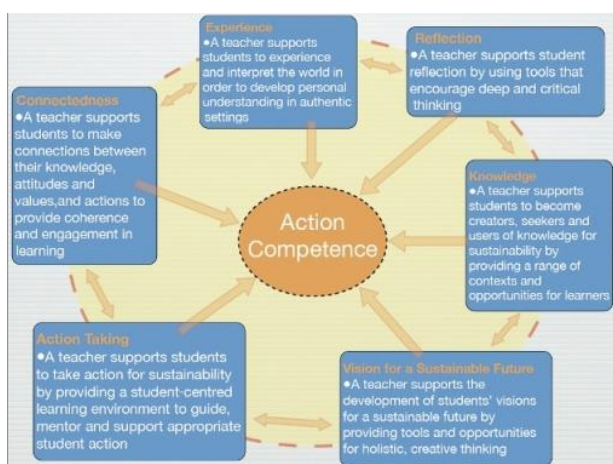 Experience
●A teacher supports
students to experience
and interpret the world in
order to develop personal
understanding in authentic
settings
Reflection
●A teacher supports student
reflection by using tools that
encourage deep and critical
thinking
Connectedness
●A teacher supports
students to make
connections between
their knowledge,
attitudes and
values,and actions to
provide coherence
and engagement in
learning
Action
Competence
Knowledge
●A teacher supports
students to become
creators, seekers and
users of knowledge for
sustainability by
providing a range of
contexts and
opportunities for learners
Action Taking
●A teacher supports students
to take action for sustainability
by providing a student-centred
learning environment to guide,
mentor and support appropriate
student action
Vision for a Sustainable Future
●A teacher supports the
development of students' visions
for a sustainable future by
providing tools and opportunities
for holistic, creative thinking